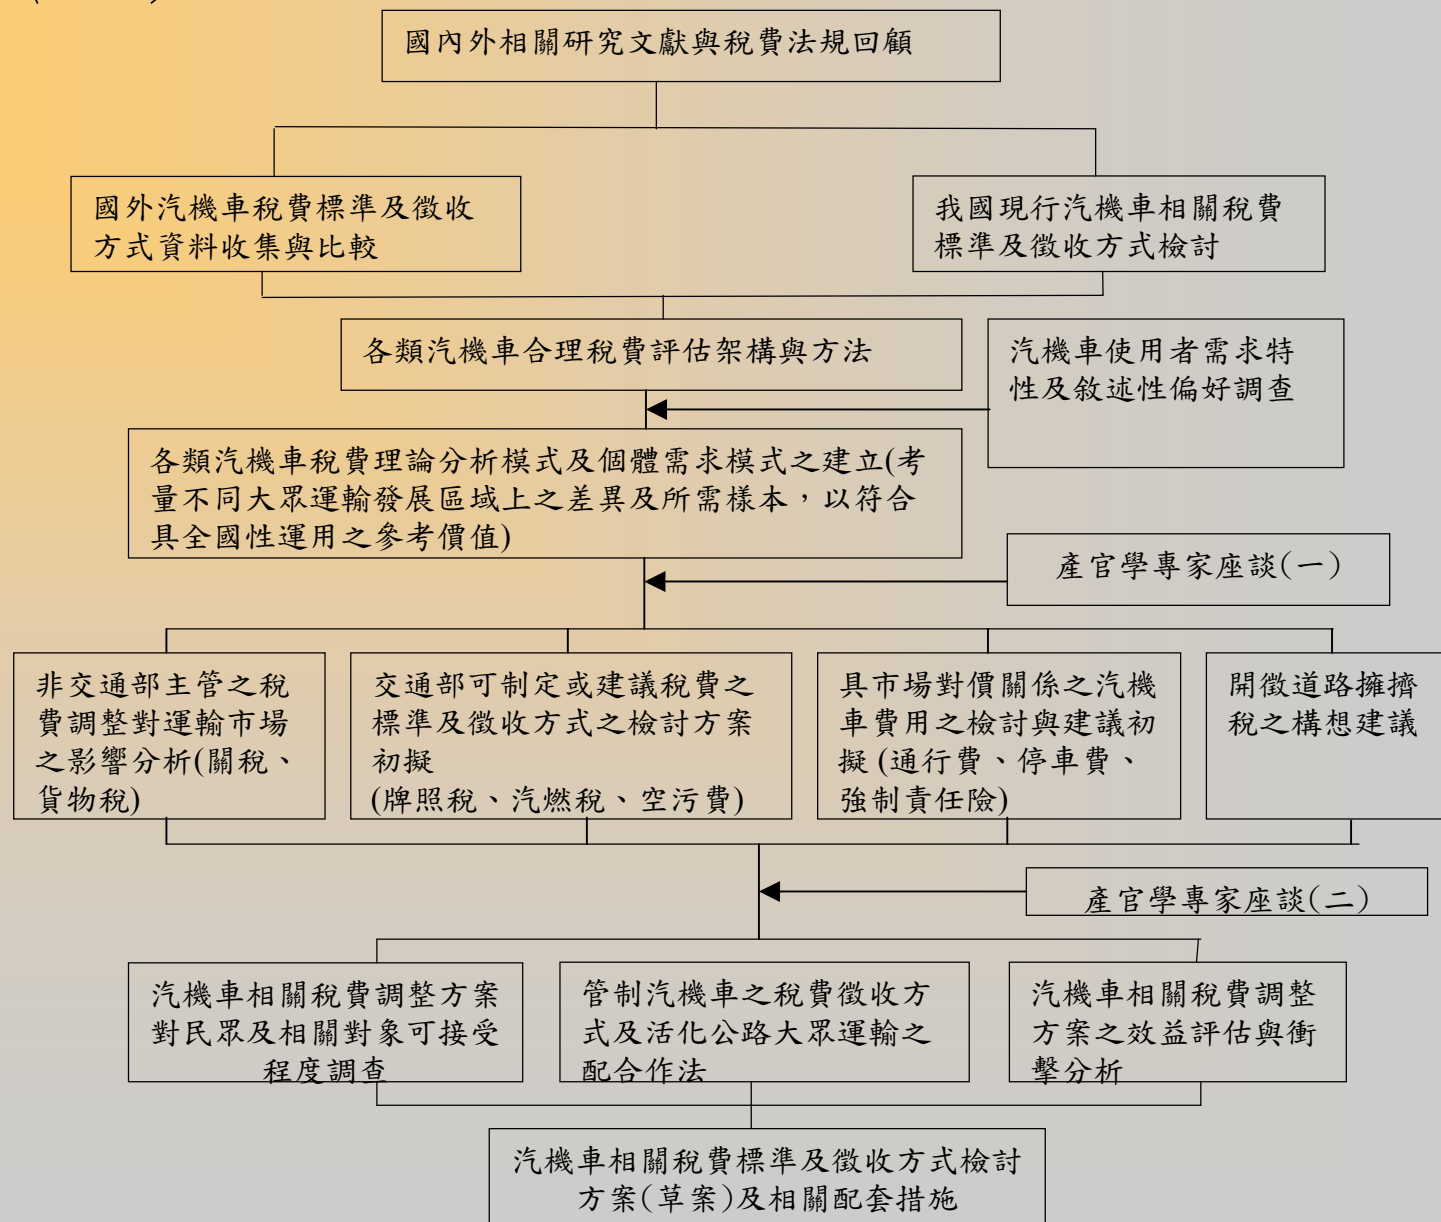 國內外相關研究文獻與稅費法規回顧
國外汽機車稅費標準及徵收
方式資料收集與比較
我國現行汽機車相關稅費
標準及徵收方式檢討
各類汽機車合理稅費評估架構與方法
汽機車使用者需求特
性及敘述性偏好調查
各類汽機車稅費理論分析模式及個體需求模式之建立(考
量不同大眾運輸發展區域上之差異及所需樣本，以符合
具全國性運用之參考價值)
產官學專家座談(一)
非交通部主管之稅
費調整對運輸市場
之影響分析(關稅、
貨物稅)
交通部可制定或建議稅費之
標準及徵收方式之檢討方案
初擬
(牌照稅、汽燃稅、空污費)
具市場對價關係之汽機
車費用之檢討與建議初
擬(通行費、停車費、
強制責任險)
開徵道路擁擠
稅之構想建議
產官學專家座談(二)
汽機車相關稅費調整方案
對民眾及相關對象可接受
程度調查
管制汽機車之稅費徵收方
式及活化公路大眾運輸之
配合作法
汽機車相關稅費調整
方案之效益評估與衝
擊分析
汽機車相關稅費標準及徵收方式檢討
方案(草案)及相關配套措施